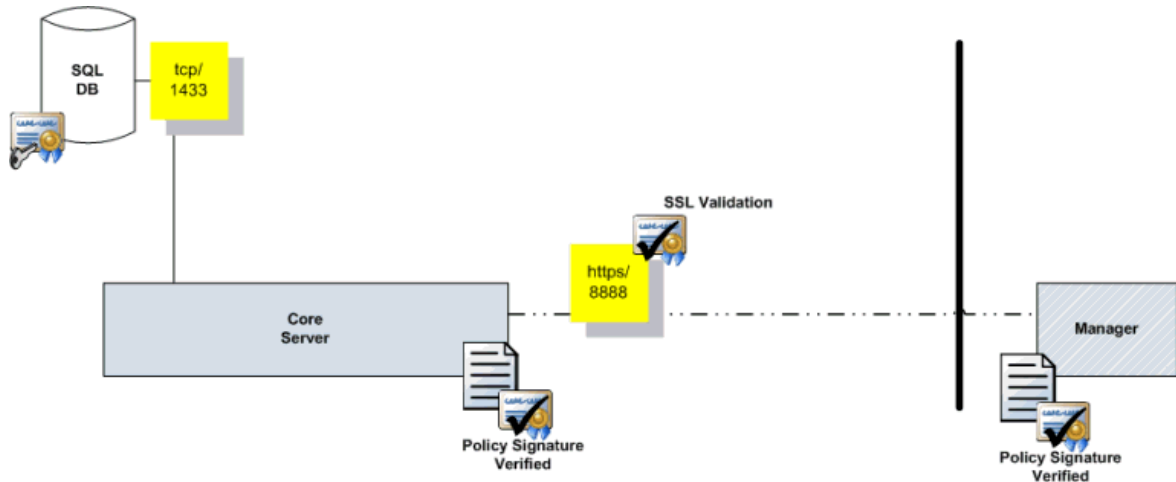 SQL
DB
tcp/
1433
SSL Validation
https/
8888
Core
Server
Manager
Policy Signature
Verified
Policy Signature
Verified